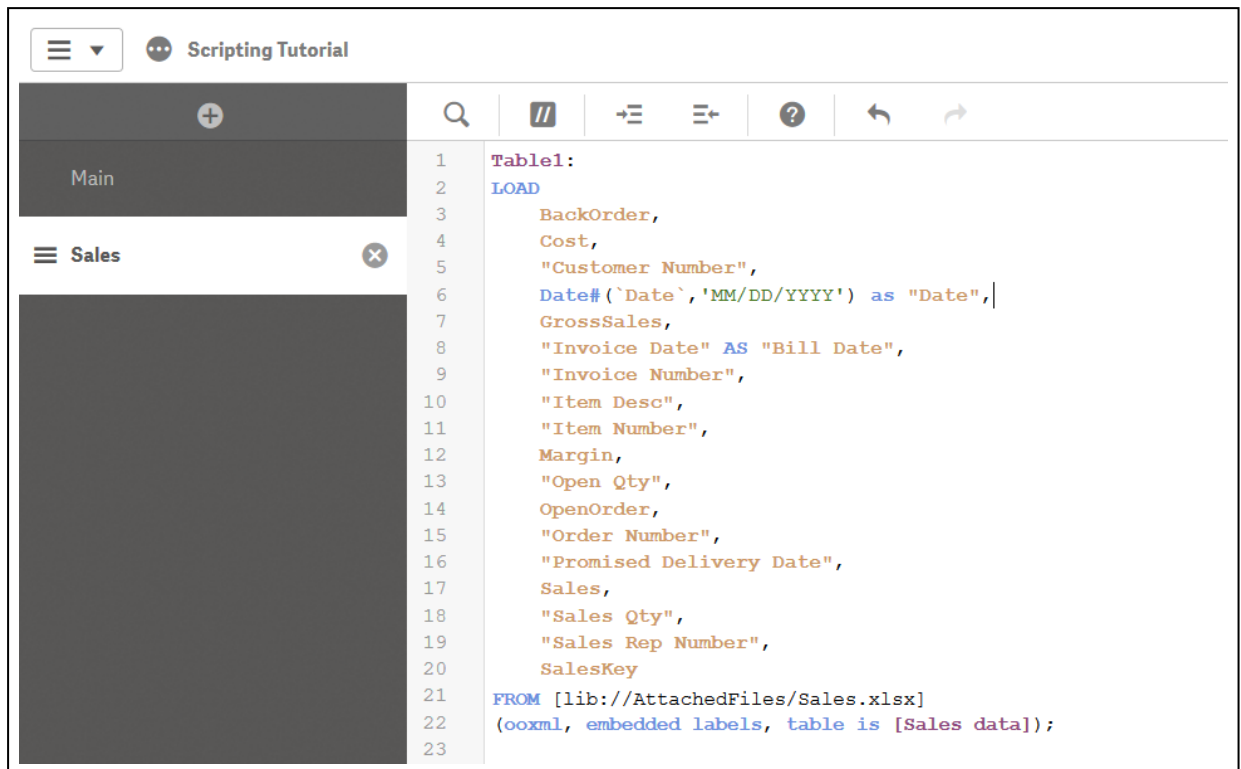 Scripting Tutorial
Main
Sales
1 Table1:
2 LOAD
3 BackOrder,
4 Cost,
5 "Customer Number",
6 Date#(`Date`,'MM/DD/YYYY') as "Date",
7 GrossSales,
8 "Invoice Date" AS "Bill Date",
9 "Invoice Number",
10 "Item Desc",
11 "Item Number",
12 Margin,
13 "Open Qty",
14 OpenOrder,
15 "Order Number",
16 "Promised Delivery Date",
17 Sales,
18 "Sales Qty",
19 "Sales Rep Number",
20 SalesKey
21 FROM [lib://AttachedFiles/Sales.xlsx]
22 (ooxml, embedded labels, table is [Sales data]);
23